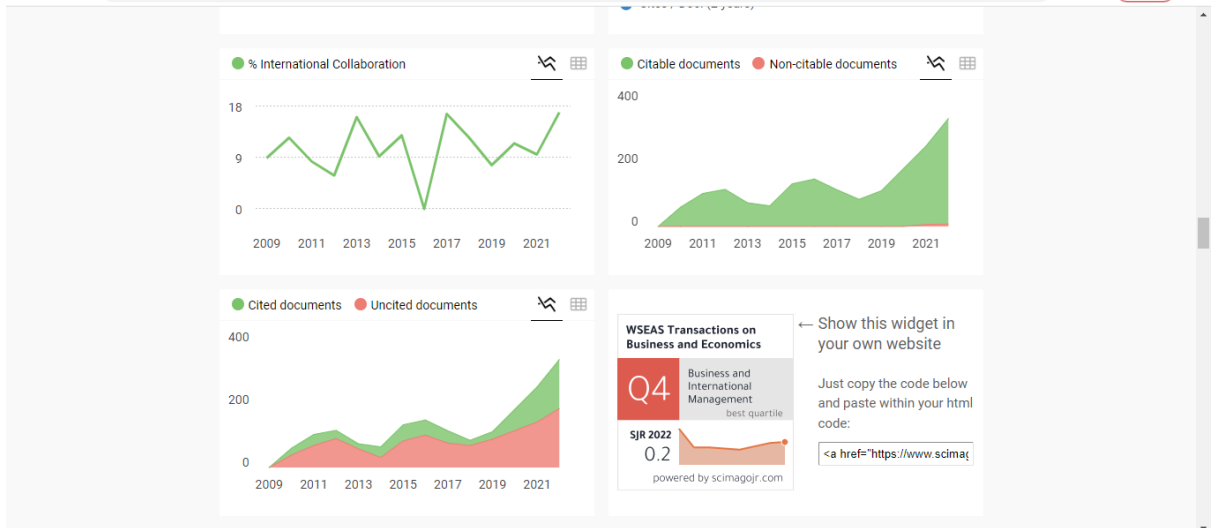 % International Collaboration
18
9
0
2009 2011 2013 2015 2017 2019 2021
Citable documents Non-citable documents
400
200
0
2009 2011 2013 2015 2017 2019 2021
Cited documents Uncited documents
400
200
0
2009 2011 2013 2015 2017 2019 2021
WSEAS Transactions on
Business and Economics
Q4
Business and
International
Management
best quartile
SJR 2022
0.2
powered by scimagojr.com
← Show this widget in
your own website
Just copy the code below
and paste within your html
code:
<a href="https://www.scimag